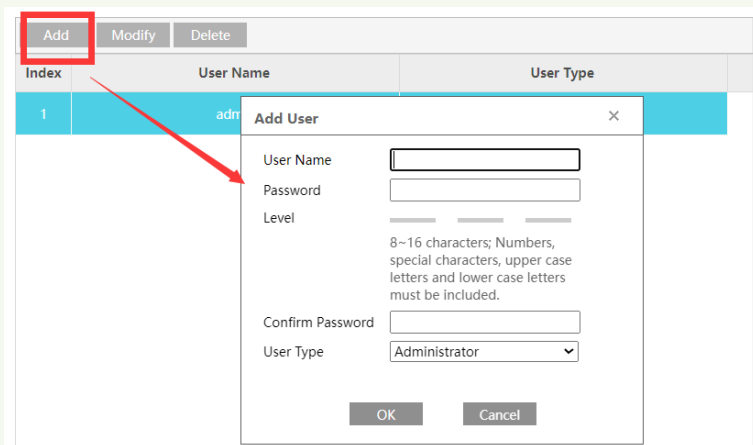 Add Modify Delete
Index User Name User Type
1
Add User ×
User Name
Password
Level
8~16 characters; Numbers,
special characters, upper case
letters and lower case letters
must be included.
Confirm Password
User Type Administrator
OK Cancel